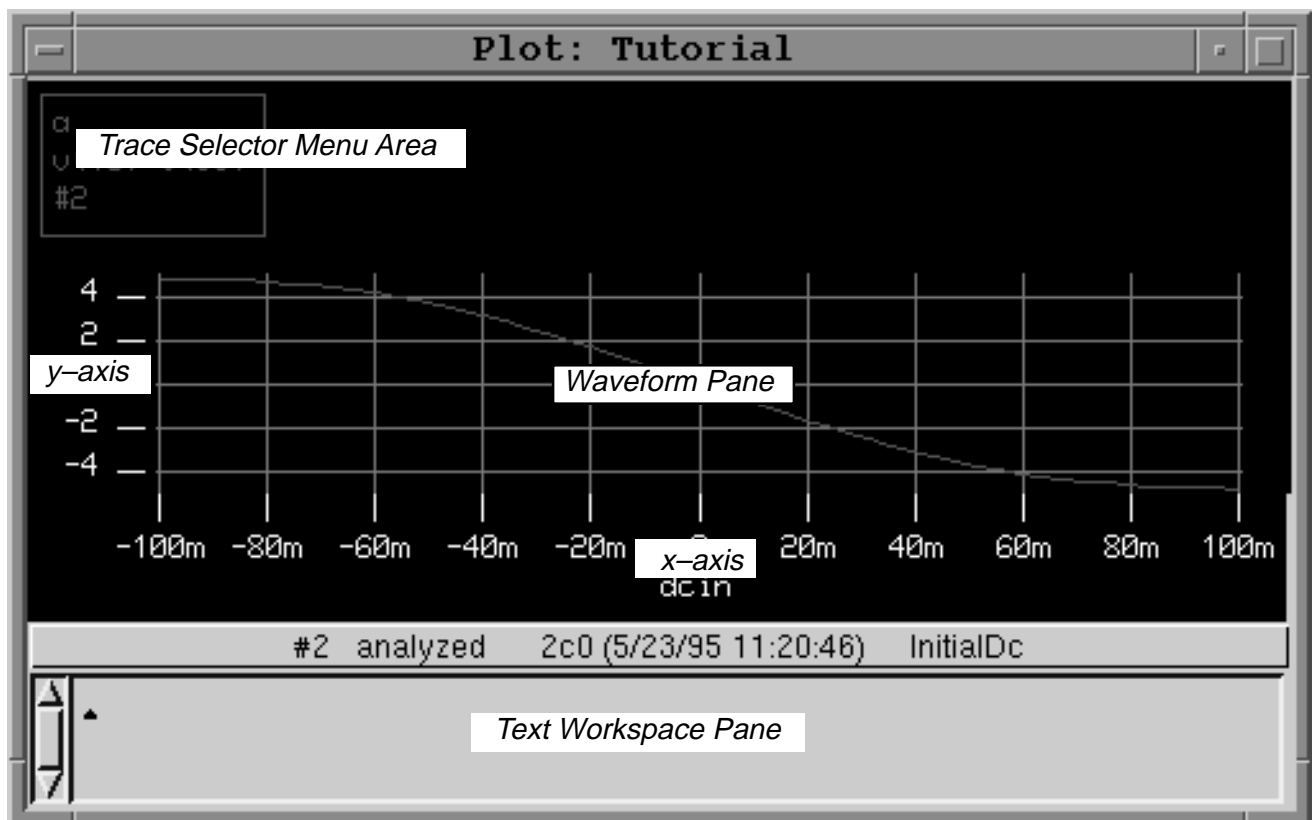 Plot: Tutorial
a
Trace Selector Menu Area
#2
4
2
y–axis
Waveform Pane
-2
-4
-100m -80m -60m -40m -20m 20m 40m 60m 80m 100m
x–axis
dcin
#2 analyzed 2c0 (5/23/95 11:20:46) InitialDc
Text Workspace Pane